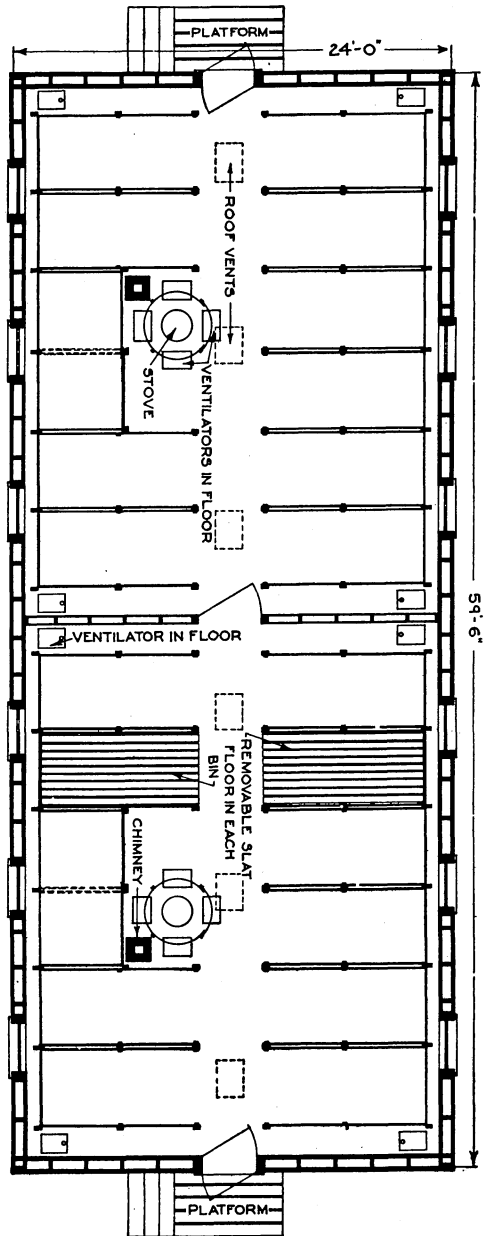 PLATFORM
24'-0"
ROOF VENTS
VENTILATORS IN FLOOR
STOVE
59'-6"
VENTILATOR IN FLOOR
REMOVABLE SLAT
FLOOR IN EACH
BIN
CHIMNEY
PLATFORM